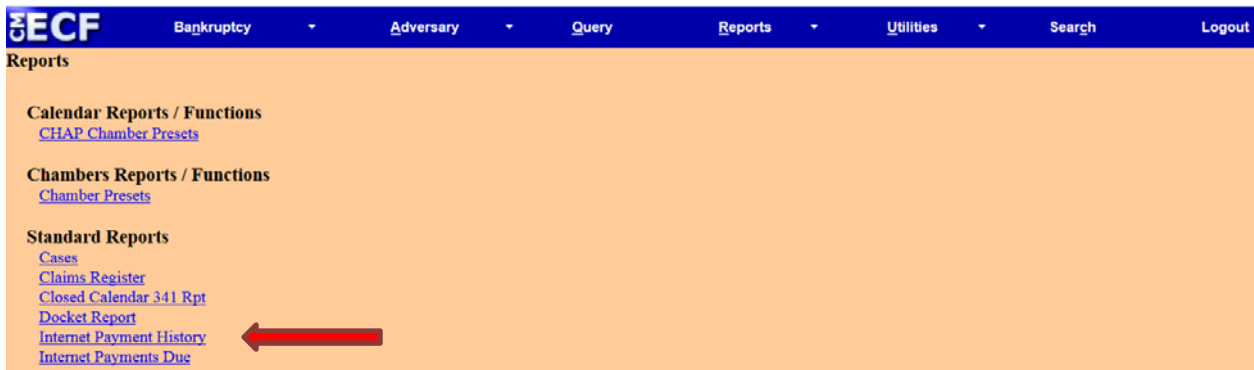 CM ECF Bankruptcy Adversary Query Reports Utilities Search Logout
Reports
Calendar Reports / Functions
CHAP Chamber Presets
Chambers Reports / Functions
Chamber Presets
Standard Reports
Cases
Claims Register
Closed Calendar 341 Rpt
Docket Report
Internet Payment History
Internet Payments Due